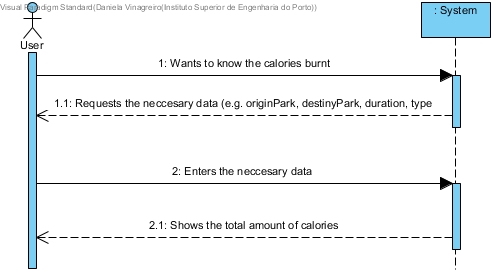 Visual Paradigm Standard(Daniela Vinagreiro(Instituto Superior de Engenharia do Porto))
: System
User
1: Wants to know the calories burnt
1.1: Requests the neccesary data (e.g. originPark, destinyPark, duration, type
2: Enters the neccesary data
2.1: Shows the total amount of calories